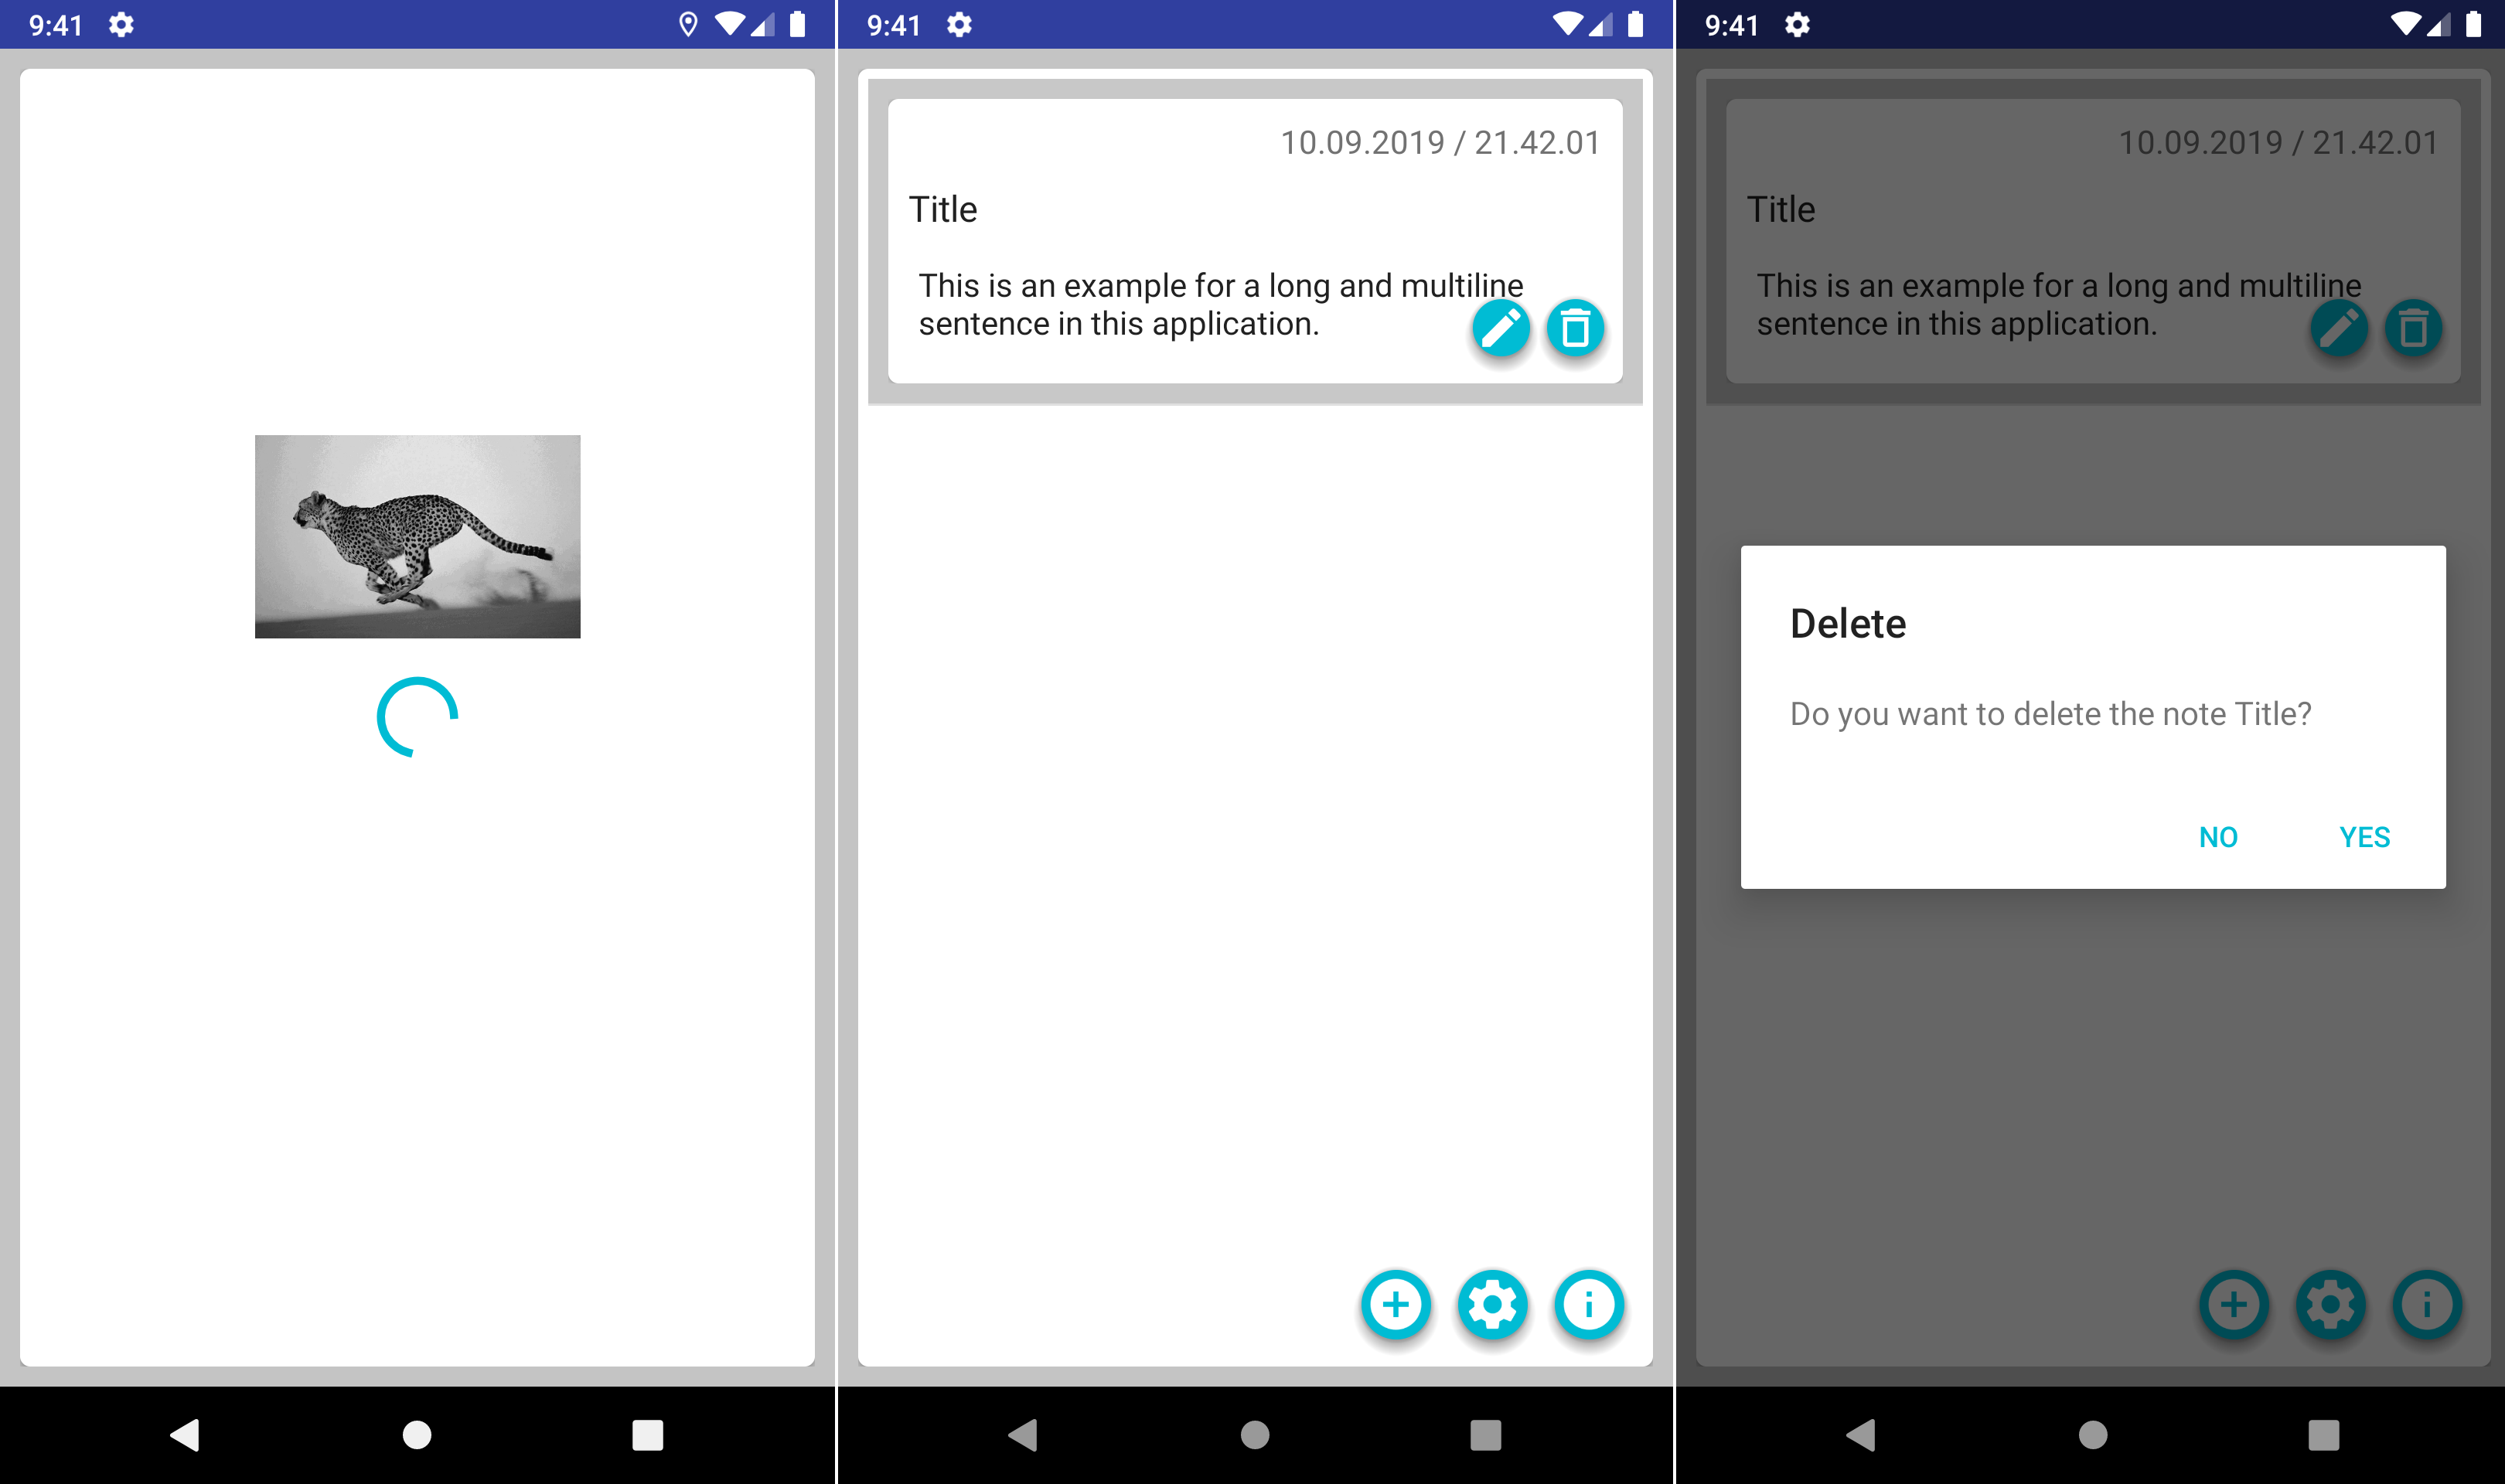 9:41
9:41
10.09.2019 / 21.42.01
Title
This is an example for a long and multiline
sentence in this application.
9:41
10.09.2019 / 21.42.01
Title
This is an example for a long and multiline
sentence in this application.
Delete
Do you want to delete the note Title?
NO YES